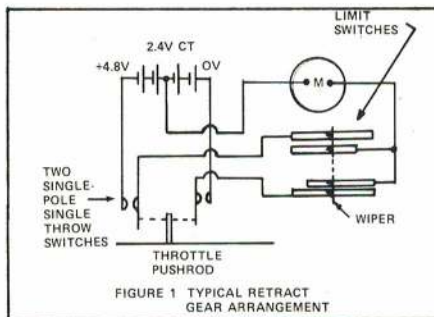 LIMIT
SWITCHES
2.4V CT
+4.8V
OV
M
TWO
SINGLE-
POLE
SINGLE
THROW
SWITCHES
WIPER
THROTTLE
PUSHROD
FIGURE 1 TYPICAL RETRACT
GEAR ARRANGEMENT